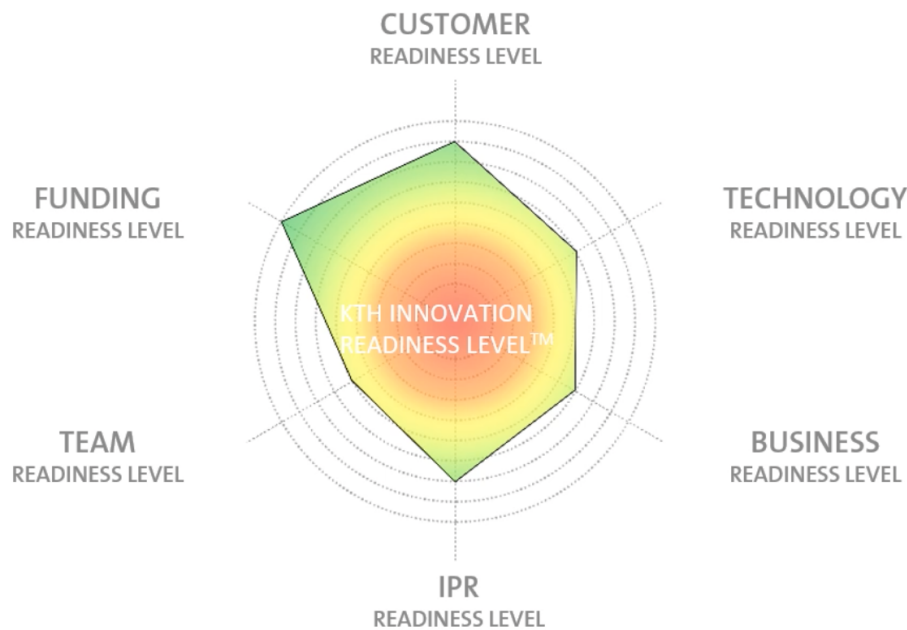 CUSTOMER
READINESS LEVEL
FUNDING
READINESS LEVEL
TECHNOLOGY
READINESS LEVEL
KTH INNOVATION
READINESS LEVEL™
TEAM
READINESS LEVEL
BUSINESS
READINESS LEVEL
IPR
READINESS LEVEL